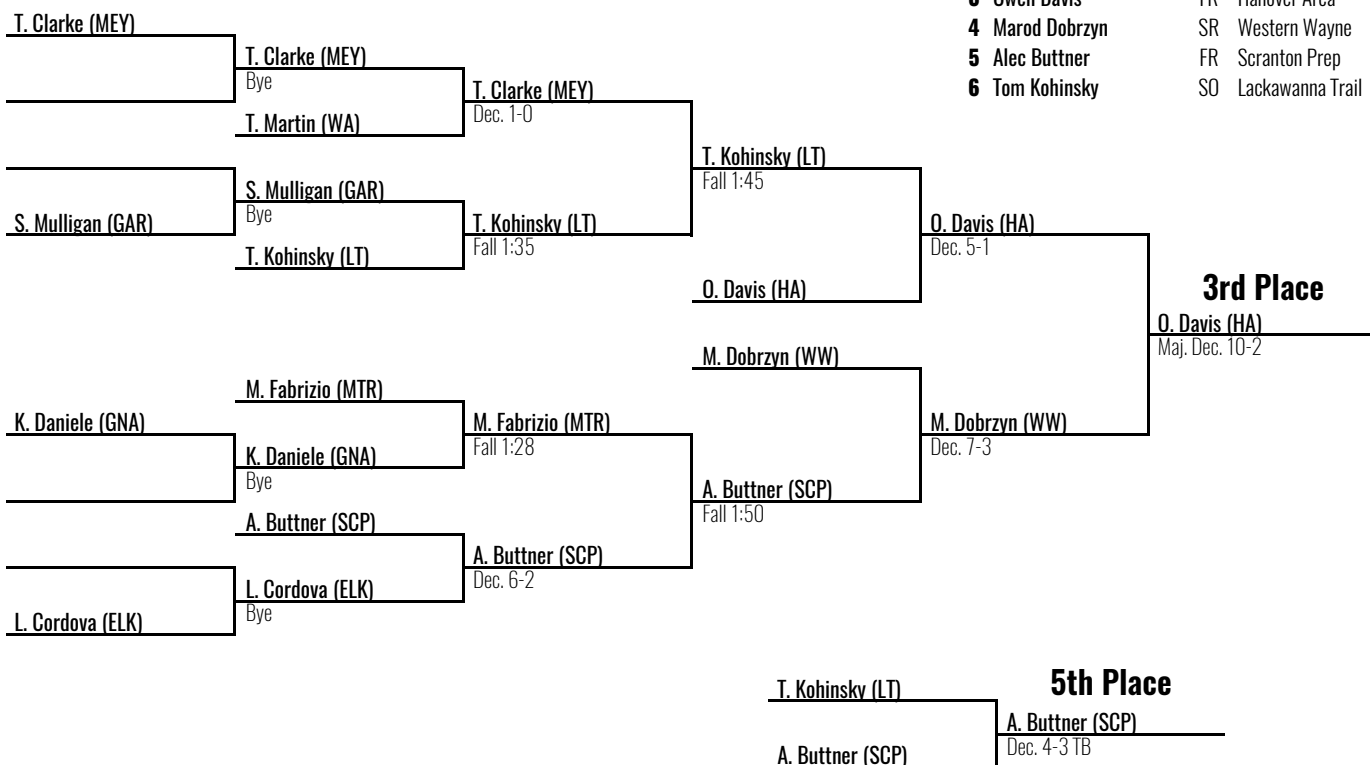 3 Owen Davis FR Hanover Area
4 Marod Dobrzyn SR Western Wayne
5 Alec Buttner FR Scranton Prep
6 Tom Kohinsky SO Lackawanna Trail
T. Clarke (MEY)
T. Clarke (MEY)
Bye
T. Clarke (MEY)
Dec. 1-0
T. Martin (WA)
T. Kohinsky (LT)
Fall 1:45
S. Mulligan (GAR)
Bye
S. Mulligan (GAR)
T. Kohinsky (LT)
Fall 1:35
O. Davis (HA)
Dec. 5-1
T. Kohinsky (LT)
O. Davis (HA)
3rd Place
O. Davis (HA)
Maj. Dec. 10-2
M. Dobrzyn (WW)
M. Fabrizio (MTR)
K. Daniele (GNA)
M. Fabrizio (MTR)
Fall 1:28
M. Dobrzyn (WW)
Dec. 7-3
K. Daniele (GNA)
Bye
A. Buttner (SCP)
Fall 1:50
A. Buttner (SCP)
A. Buttner (SCP)
Dec. 6-2
L. Cordova (ELK)
Bye
L. Cordova (ELK)
5th Place
T. Kohinsky (LT)
A. Buttner (SCP)
Dec. 4-3 TB
A. Buttner (SCP)